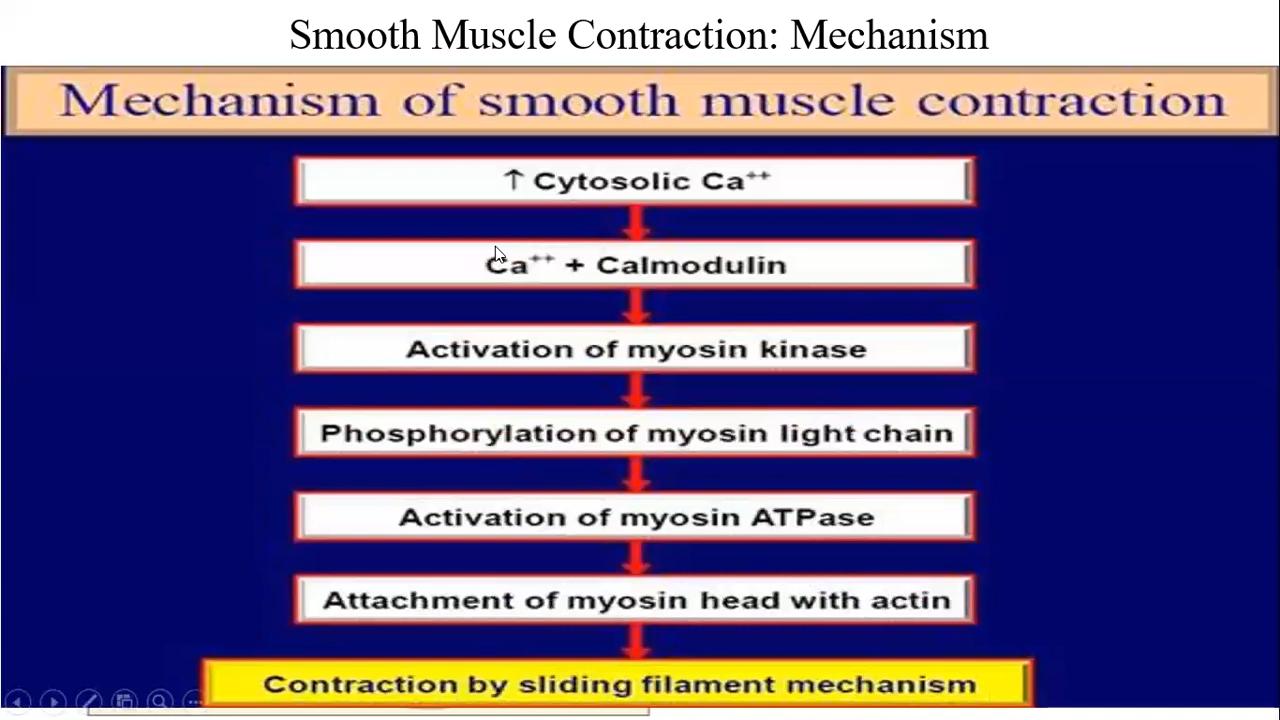 Smooth Muscle Contraction: Mechanism
Mechanism of smooth muscle contraction
↑ Cytosolic Ca⁺⁺
Ca⁺⁺ + Calmodulin
Activation of myosin kinase
Phosphorylation of myosin light chain
Activation of myosin ATPase
Attachment of myosin head with actin
Contraction by sliding filament mechanism